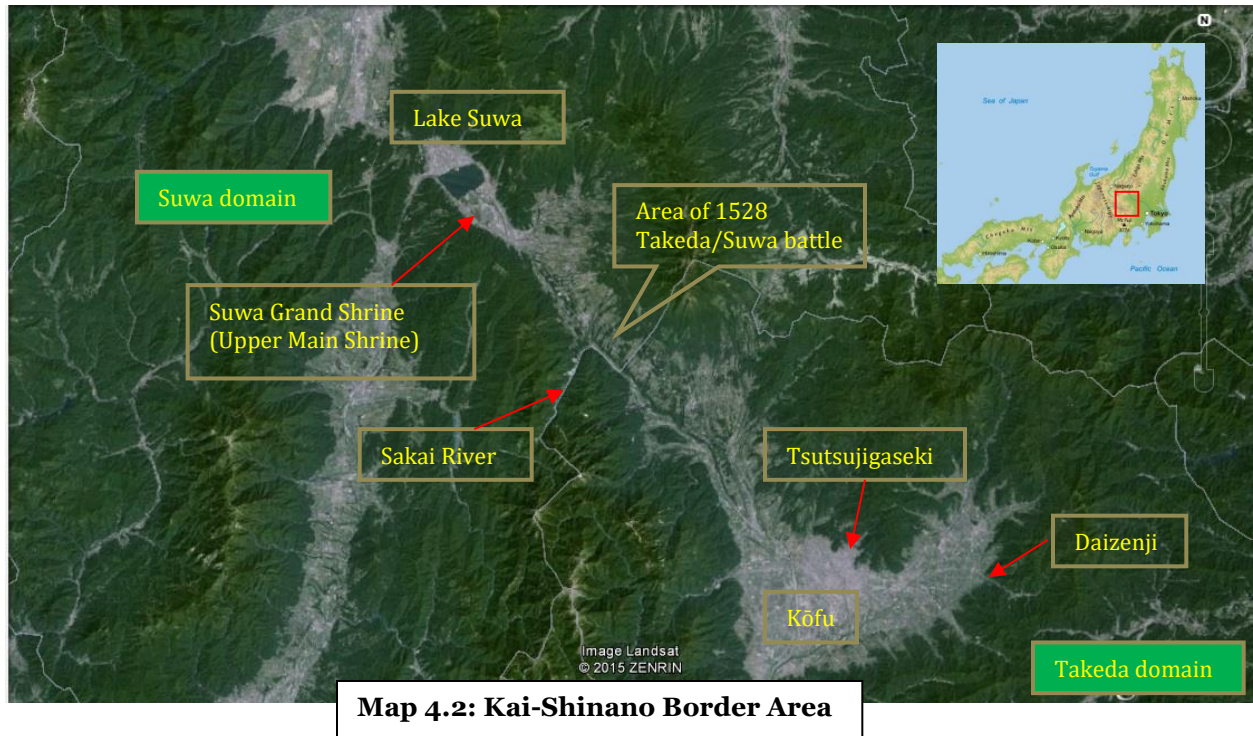 N
Lake Suwa
Suwa domain
Area of 1528
Takeda/Suwa battle
Suwa Grand Shrine
(Upper Main Shrine)
Sakai River
Tsutsujigaseki
Daizenji
Kōfu
Takeda domain
Image Landsat
© 2015 ZENRIN
Map 4.2: Kai-Shinano Border Area
Sea of Japan
Pacific Ocean
Tokyo
Nagoya
Osaka